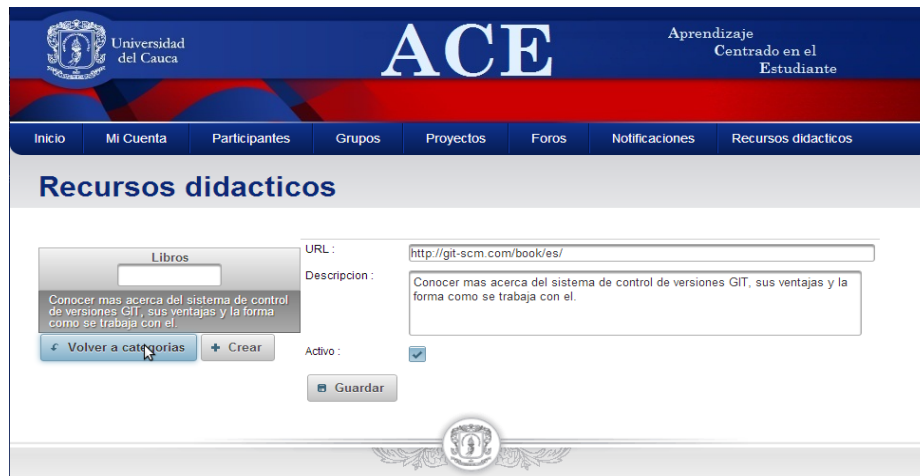 Universidad
del Cauca
ACE
Aprendizaje
Centrado en el
Estudiante
Inicio Mi Cuenta Participantes Grupos Proyectos Foros Notificaciones Recursos didacticos
Recursos didacticos
Libros
Conocer mas acerca del sistema de control
de versiones GIT, sus ventajas y la forma
como se trabaja con el.
Volver a categorias Crear
URL : http://git-scm.com/book/es/
Descripcion : Conocer mas acerca del sistema de control de versiones GIT, sus ventajas y la
forma como se trabaja con el.
Activo :
Guardar